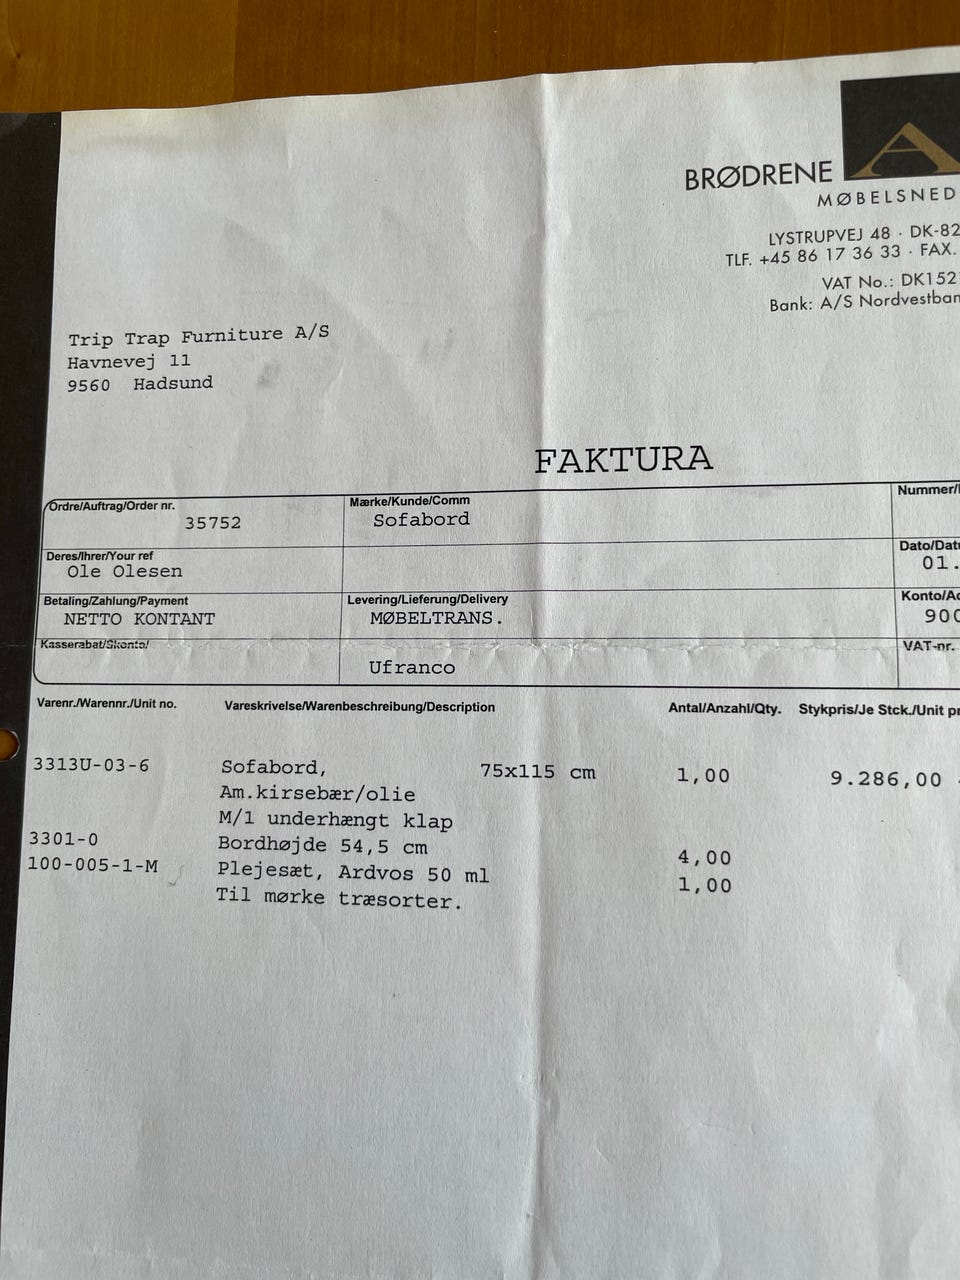 BRØDRENE A
MØBELSNED
LYSTRUPVEJ 48 · DK-82
TLF. +45 86 17 36 33 · FAX.
VAT No.: DK152
Bank: A/S Nordvestban
Trip Trap Furniture A/S
Havnevej 11
9560 Hadsund
FAKTURA
Ordre/Auftrag/Order nr.
35752
Mærke/Kunde/Comm
Sofabord
Nummer/
Deres/Ihrer/Your ref
Ole Olesen
Dato/Datu
01.
Betaling/Zahlung/Payment
NETTO KONTANT
Levering/Lieferung/Delivery
MØBELTRANS.
Konto/Ac
900
Kasserabat/Skonto/
Ufranco
VAT-nr.
Varenr./Warennr./Unit no. Vareskrivelse/Warenbeschreibung/Description Antal/Anzahl/Qty. Stykpris/Je Stck./Unit pr
3313U-03-6 Sofabord, 75x115 cm 1,00 9.286,00
Am.kirsebær/olie
M/1 underhængt klap
3301-0 Bordhøjde 54,5 cm 4,00
100-005-1-M Plejesæt, Ardvos 50 ml 1,00
Til mørke træsorter.